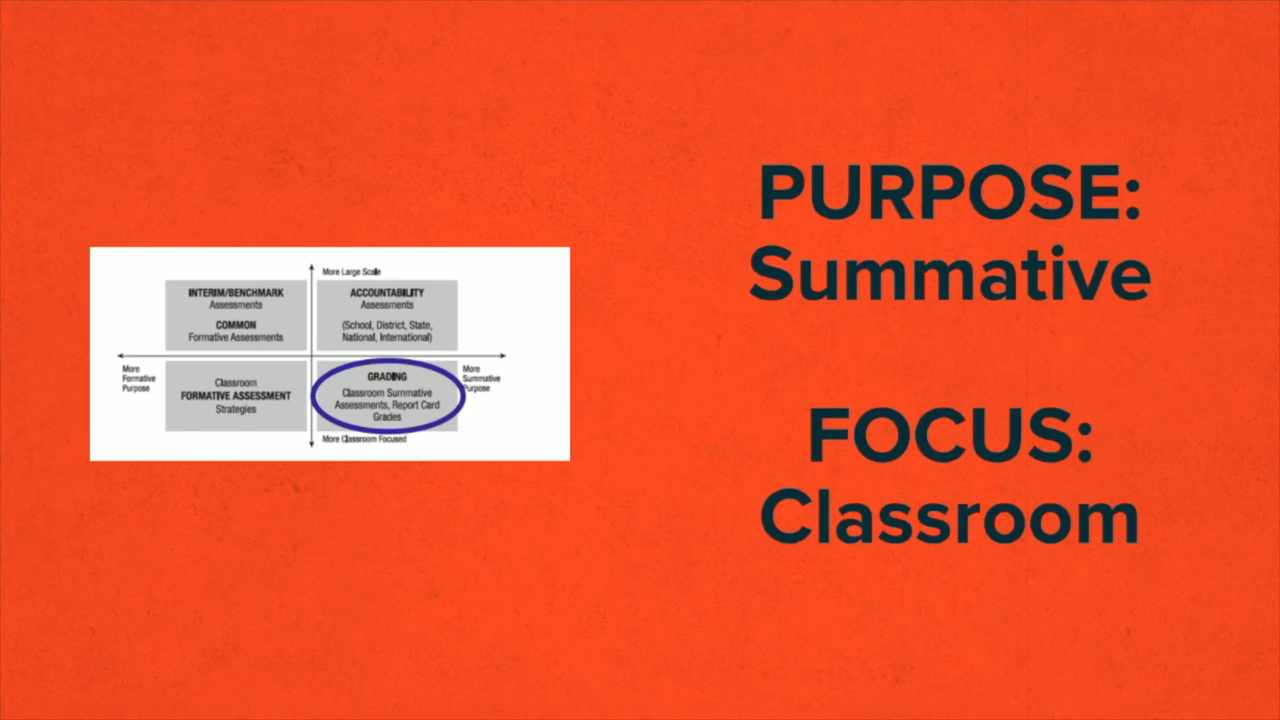 More Large Scale
INTERIM/BENCHMARK
Assessments
COMMON
Formative Assessments
ACCOUNTABILITY
Assessments
(School, District, State,
National, International)
More
Formative
Purpose
More
Summative
Purpose
Classroom
FORMATIVE ASSESSMENT
Strategies
GRADING
Classroom Summative
Assessments, Report Card
Grades
More Classroom Focused
PURPOSE:
Summative
FOCUS:
Classroom